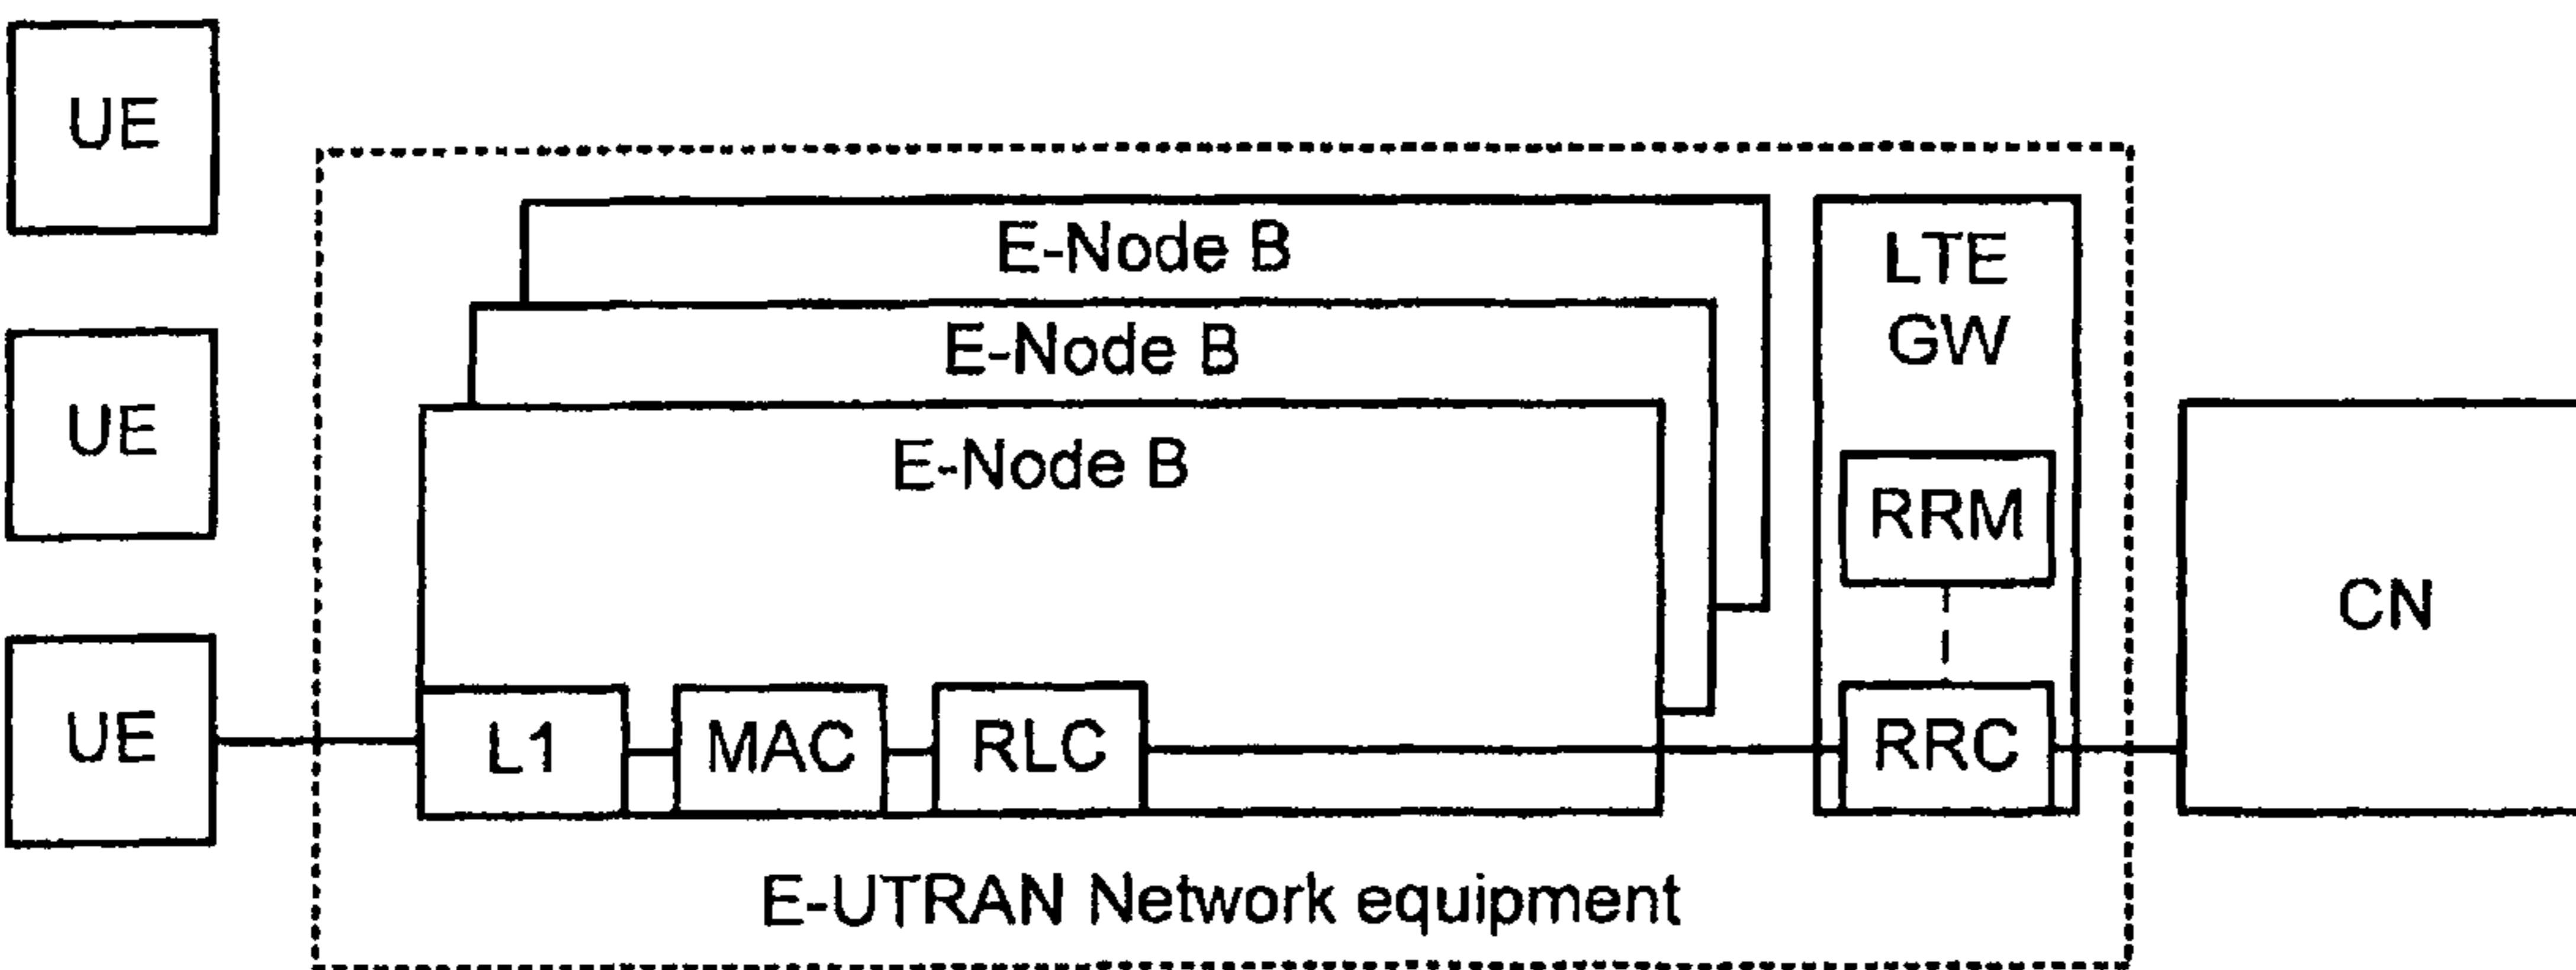 UE
UE
UE
E-Node B
E-Node B
E-Node B
L1
MAC
RLC
LTE
GW
RRM
RRC
CN
E-UTRAN Network equipment